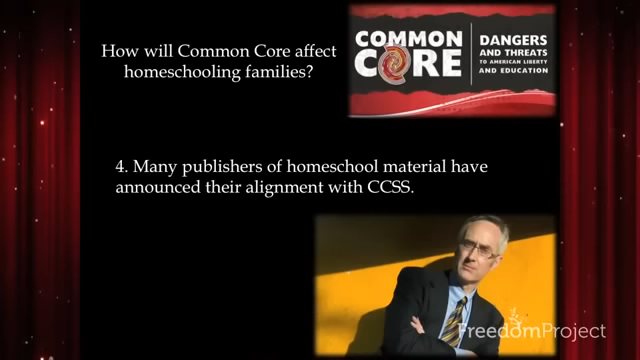 How will Common Core affect
homeschooling families?
COMMON
CORE
DANGERS
AND THREATS
TO AMERICAN LIBERTY
AND EDUCATION
4. Many publishers of homeschool material have
announced their alignment with CCSS.
FreedomProject